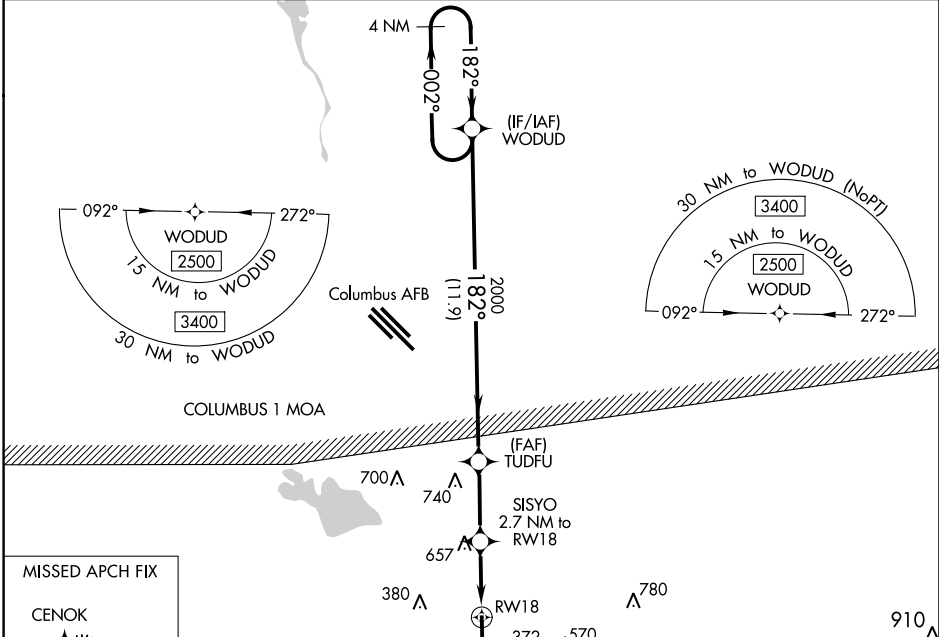 4 NM
182°
002°
(IF/IAF)
WODUD
30 NM to WODUD (NoPT)
3400
15 NM to WODUD
2500
WODUD
092°
272°
092°
272°
WODUD
2500
15 NM to WODUD
3400
30 NM to WODUD
Columbus AFB
2000
182°
(11.9)
COLUMBUS 1 MOA
(FAF)
TUDFU
700
740
SISYO
2.7 NM to
RW18
657
MISSED APCH FIX
CENOK
380
RW18
780
372
570
910